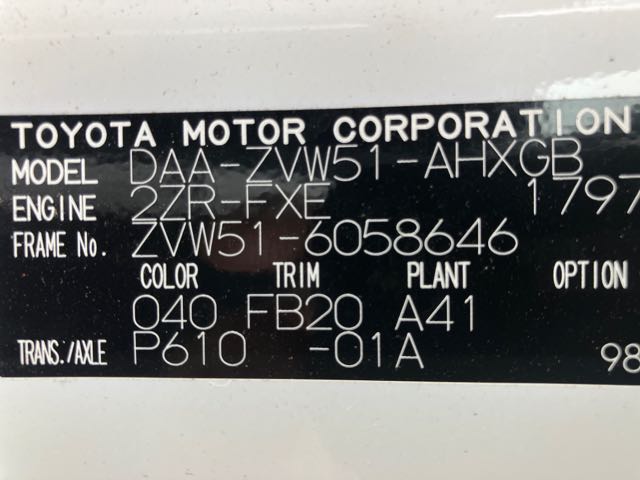 TOYOTA MOTOR CORPORATION
MODEL DAA-ZVW51-AHXGB
ENGINE 2ZR-FXE 1797
FRAME No. ZVW51-6058646
COLOR TRIM PLANT OPTION
040 FB20 A41
TRANS./AXLE P610 -01A 98